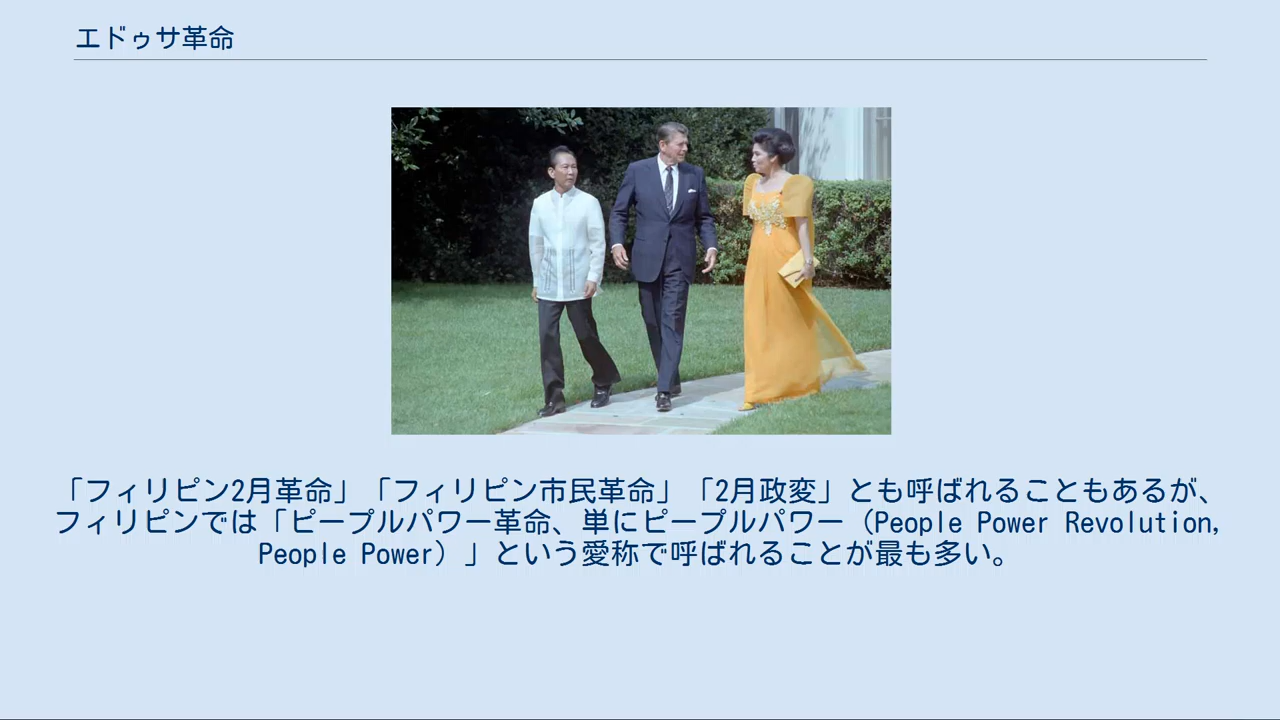 エドゥサ革命
「フィリピン2月革命」「フィリピン市民革命」「2月政変」とも呼ばれることもあるが、
フィリピンでは「ピープルパワー革命、単にピープルパワー（People Power Revolution,
People Power）」という愛称で呼ばれることが最も多い。